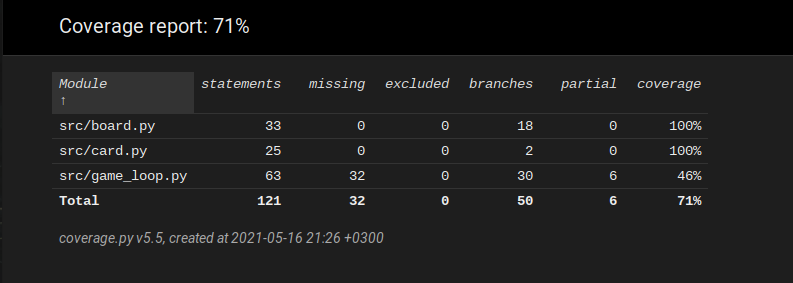 Coverage report: 71%
Module ↑ statements missing excluded branches partial coverage
src/board.py 33 0 0 18 0 100%
src/card.py 25 0 0 2 0 100%
src/game_loop.py 63 32 0 30 6 46%
Total 121 32 0 50 6 71%
coverage.py v5.5, created at 2021-05-16 21:26 +0300